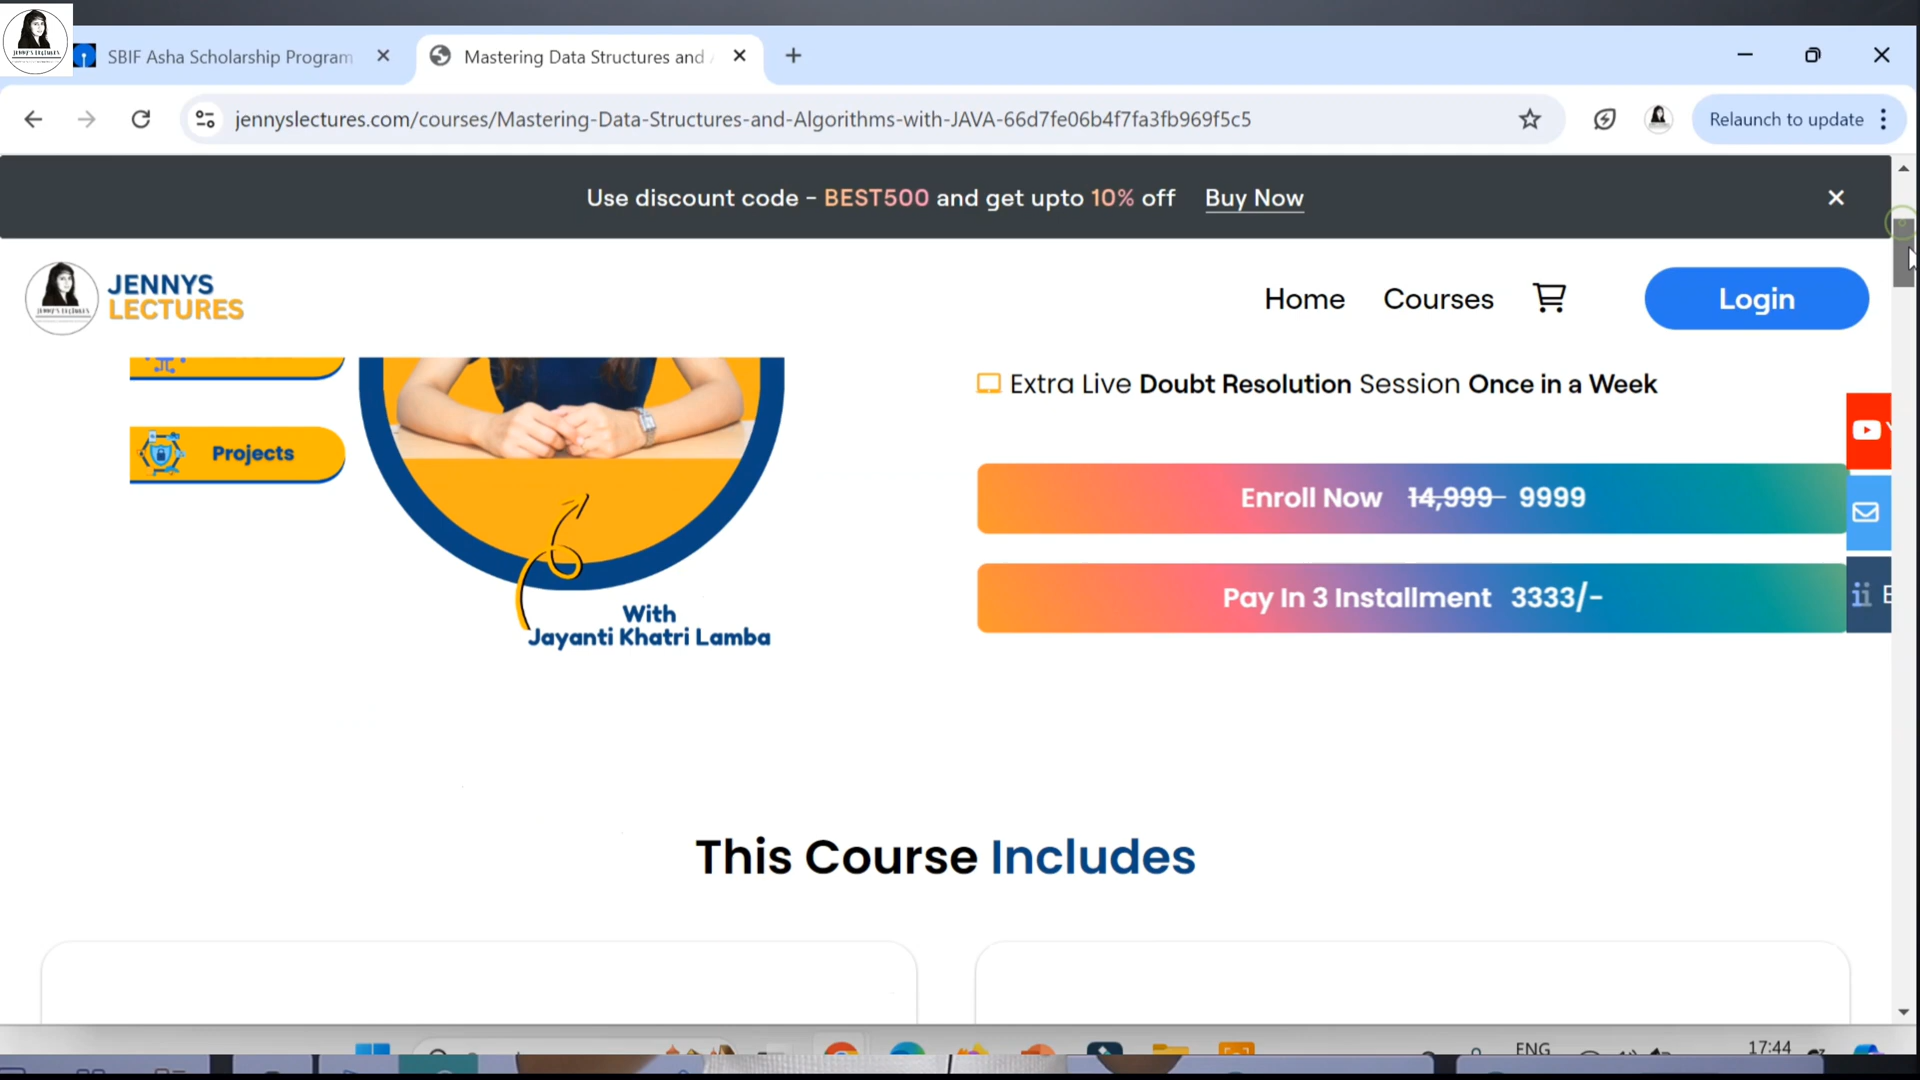 SBIF Asha Scholarship Program
Mastering Data Structures and
jennyslectures.com/courses/Mastering-Data-Structures-and-Algorithms-with-JAVA-66d7fe06b4f7fa3fb969f5c5
Relaunch to update
Use discount code - BEST500 and get upto 10% off Buy Now
JENNYS
LECTURES
Home Courses Login
Extra Live Doubt Resolution Session Once in a Week
Projects
Enroll Now 14,999 9999
Pay In 3 Installment 3333/-
With
Jayanti Khatri Lamba
This Course Includes
ENG
17:44